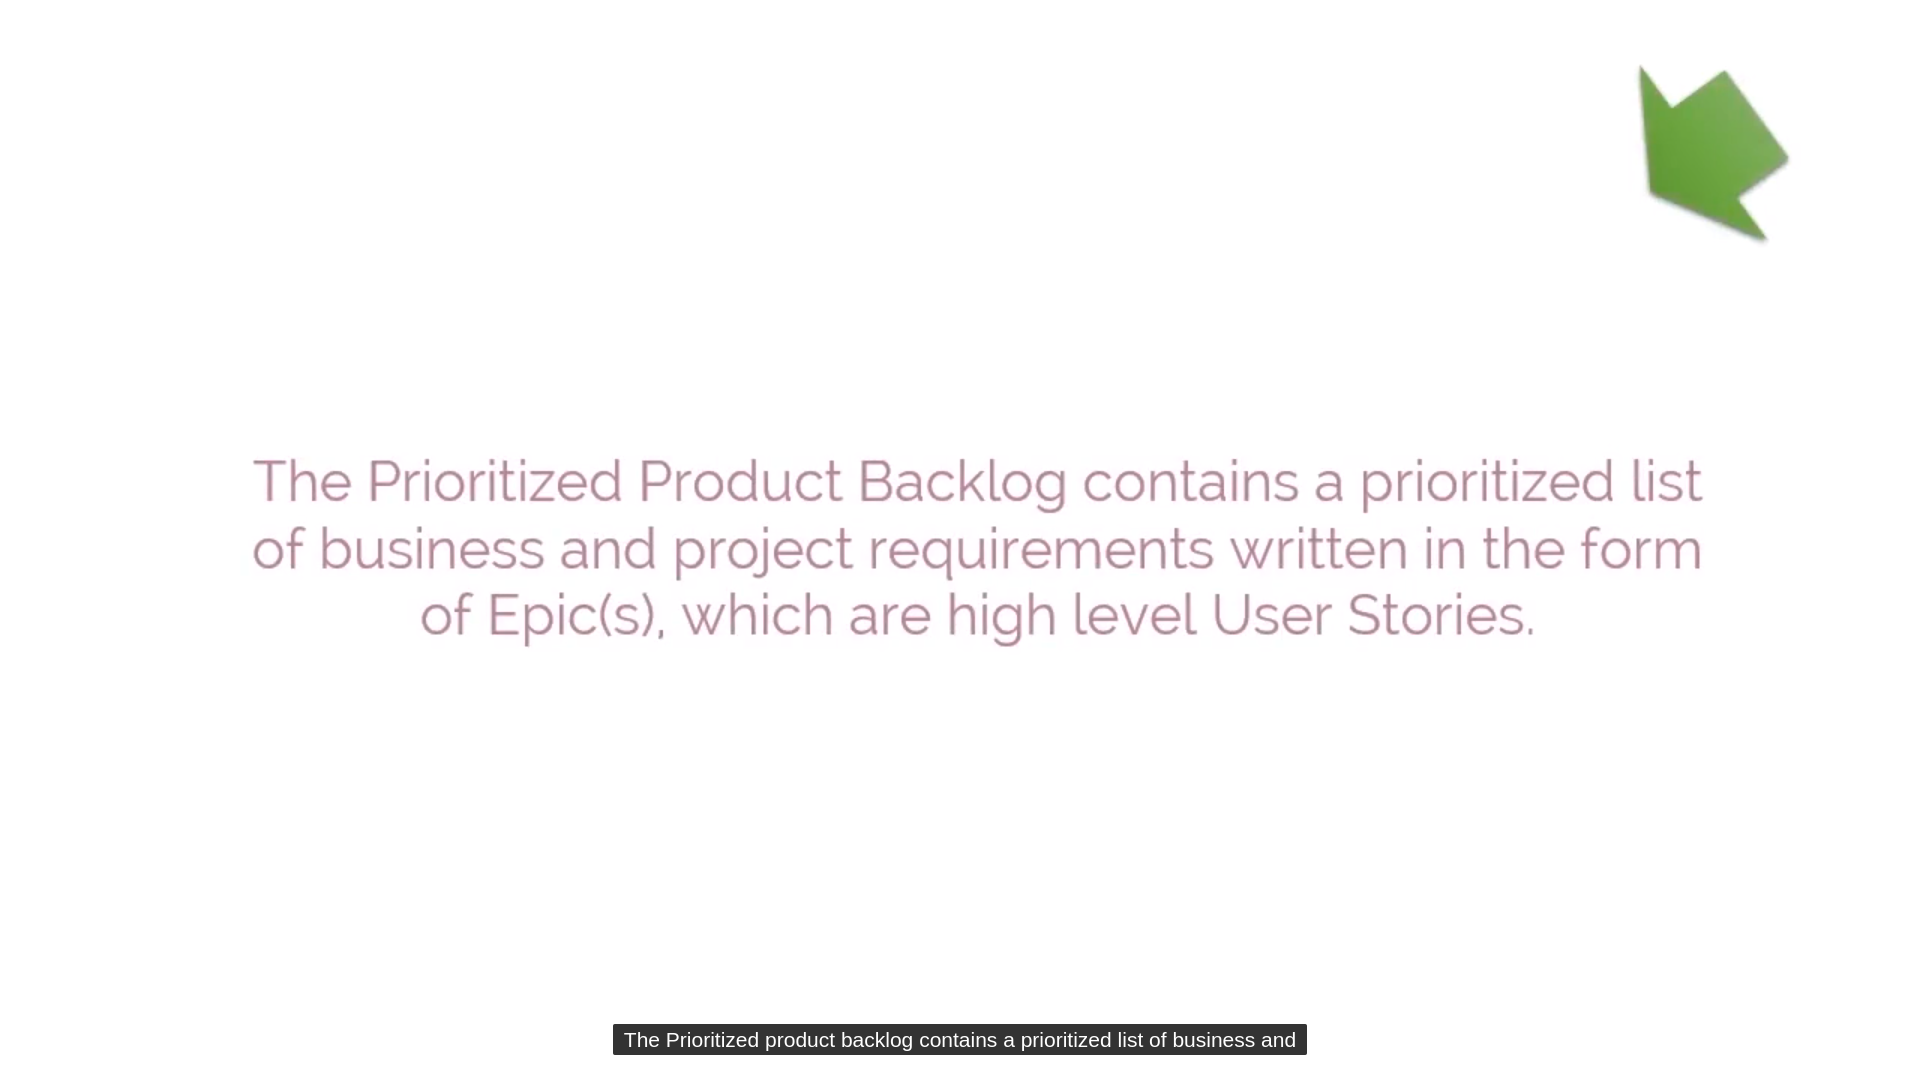 The Prioritized Product Backlog contains a prioritized list
of business and project requirements written in the form
of Epic(s), which are high level User Stories.
The Prioritized product backlog contains a prioritized list of business and